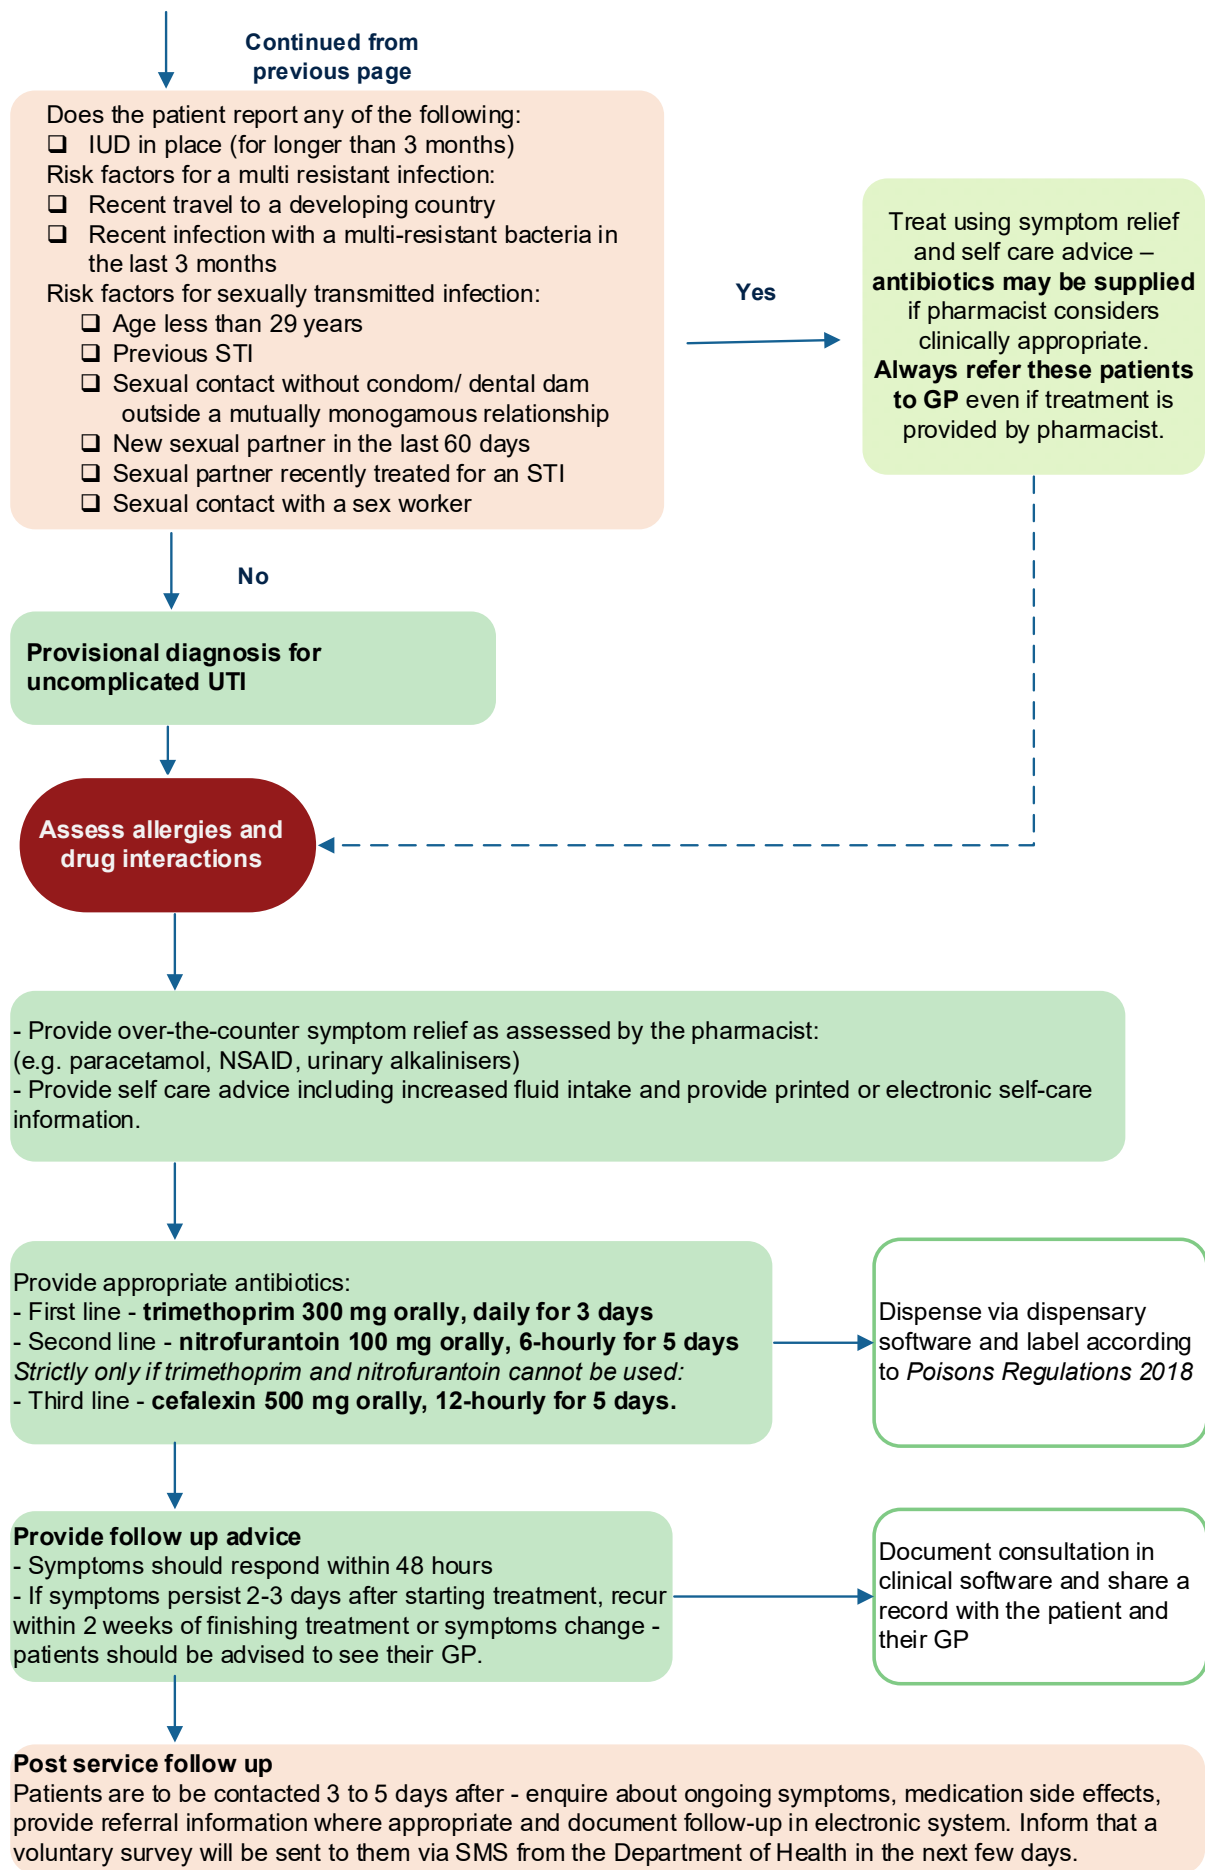 Continued from
previous page
Does the patient report any of the following:
❑ IUD in place (for longer than 3 months)
Risk factors for a multi resistant infection:
❑ Recent travel to a developing country
❑ Recent infection with a multi-resistant bacteria in
the last 3 months
Risk factors for sexually transmitted infection:
❑ Age less than 29 years
❑ Previous STI
❑ Sexual contact without condom/ dental dam
outside a mutually monogamous relationship
❑ New sexual partner in the last 60 days
❑ Sexual partner recently treated for an STI
❑ Sexual contact with a sex worker
Yes
Treat using symptom relief
and self care advice –
antibiotics may be supplied
if pharmacist considers
clinically appropriate.
Always refer these patients
to GP even if treatment is
provided by pharmacist.
No
Provisional diagnosis for
uncomplicated UTI
Assess allergies and
drug interactions
- Provide over-the-counter symptom relief as assessed by the pharmacist:
(e.g. paracetamol, NSAID, urinary alkalinisers)
- Provide self care advice including increased fluid intake and provide printed or electronic self-care
information.
Provide appropriate antibiotics:
- First line - trimethoprim 300 mg orally, daily for 3 days
- Second line - nitrofurantoin 100 mg orally, 6-hourly for 5 days
Strictly only if trimethoprim and nitrofurantoin cannot be used:
- Third line - cefalexin 500 mg orally, 12-hourly for 5 days.
Dispense via dispensary
software and label according
to Poisons Regulations 2018
Provide follow up advice
- Symptoms should respond within 48 hours
- If symptoms persist 2-3 days after starting treatment, recur
within 2 weeks of finishing treatment or symptoms change -
patients should be advised to see their GP.
Document consultation in
clinical software and share a
record with the patient and
their GP
Post service follow up
Patients are to be contacted 3 to 5 days after - enquire about ongoing symptoms, medication side effects,
provide referral information where appropriate and document follow-up in electronic system. Inform that a
voluntary survey will be sent to them via SMS from the Department of Health in the next few days.